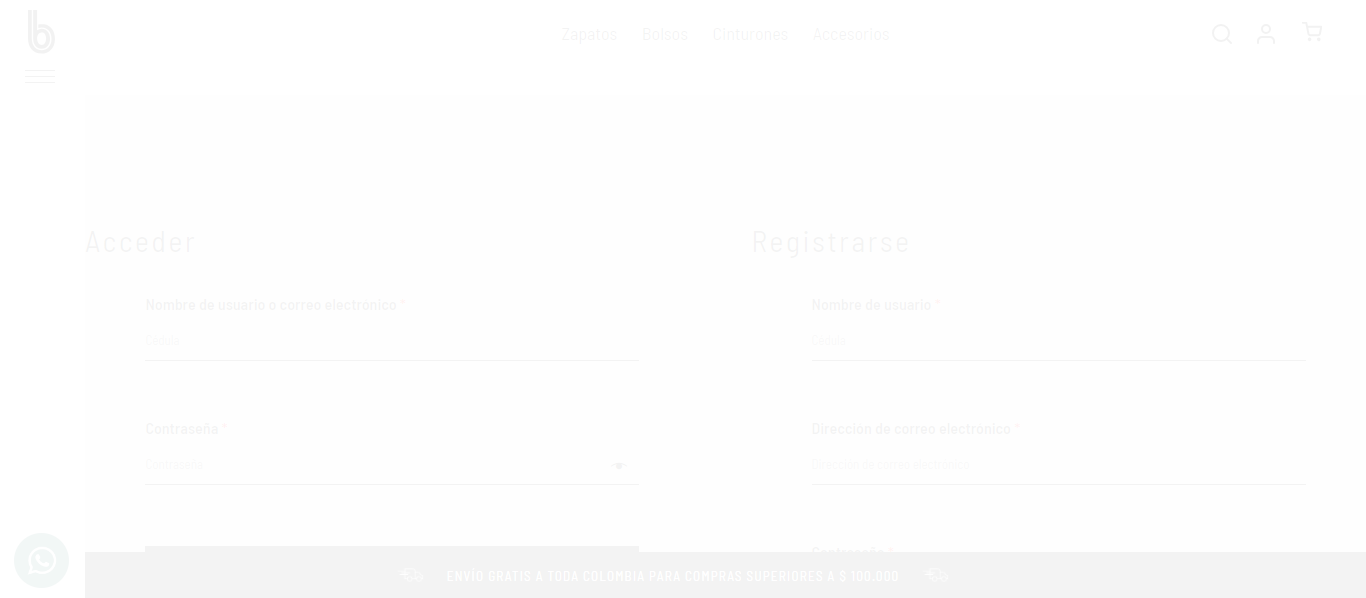 b
Zapatos Bolsos Cinturones Accesorios
Acceder
Registrarse
Nombre de usuario o correo electrónico *
Nombre de usuario *
Cédula
Cédula
Contraseña *
Dirección de correo electrónico *
Contraseña
Dirección de correo electrónico
Contraseña *
ENVÍO GRATIS A TODA COLOMBIA PARA COMPRAS SUPERIORES A $ 100.000